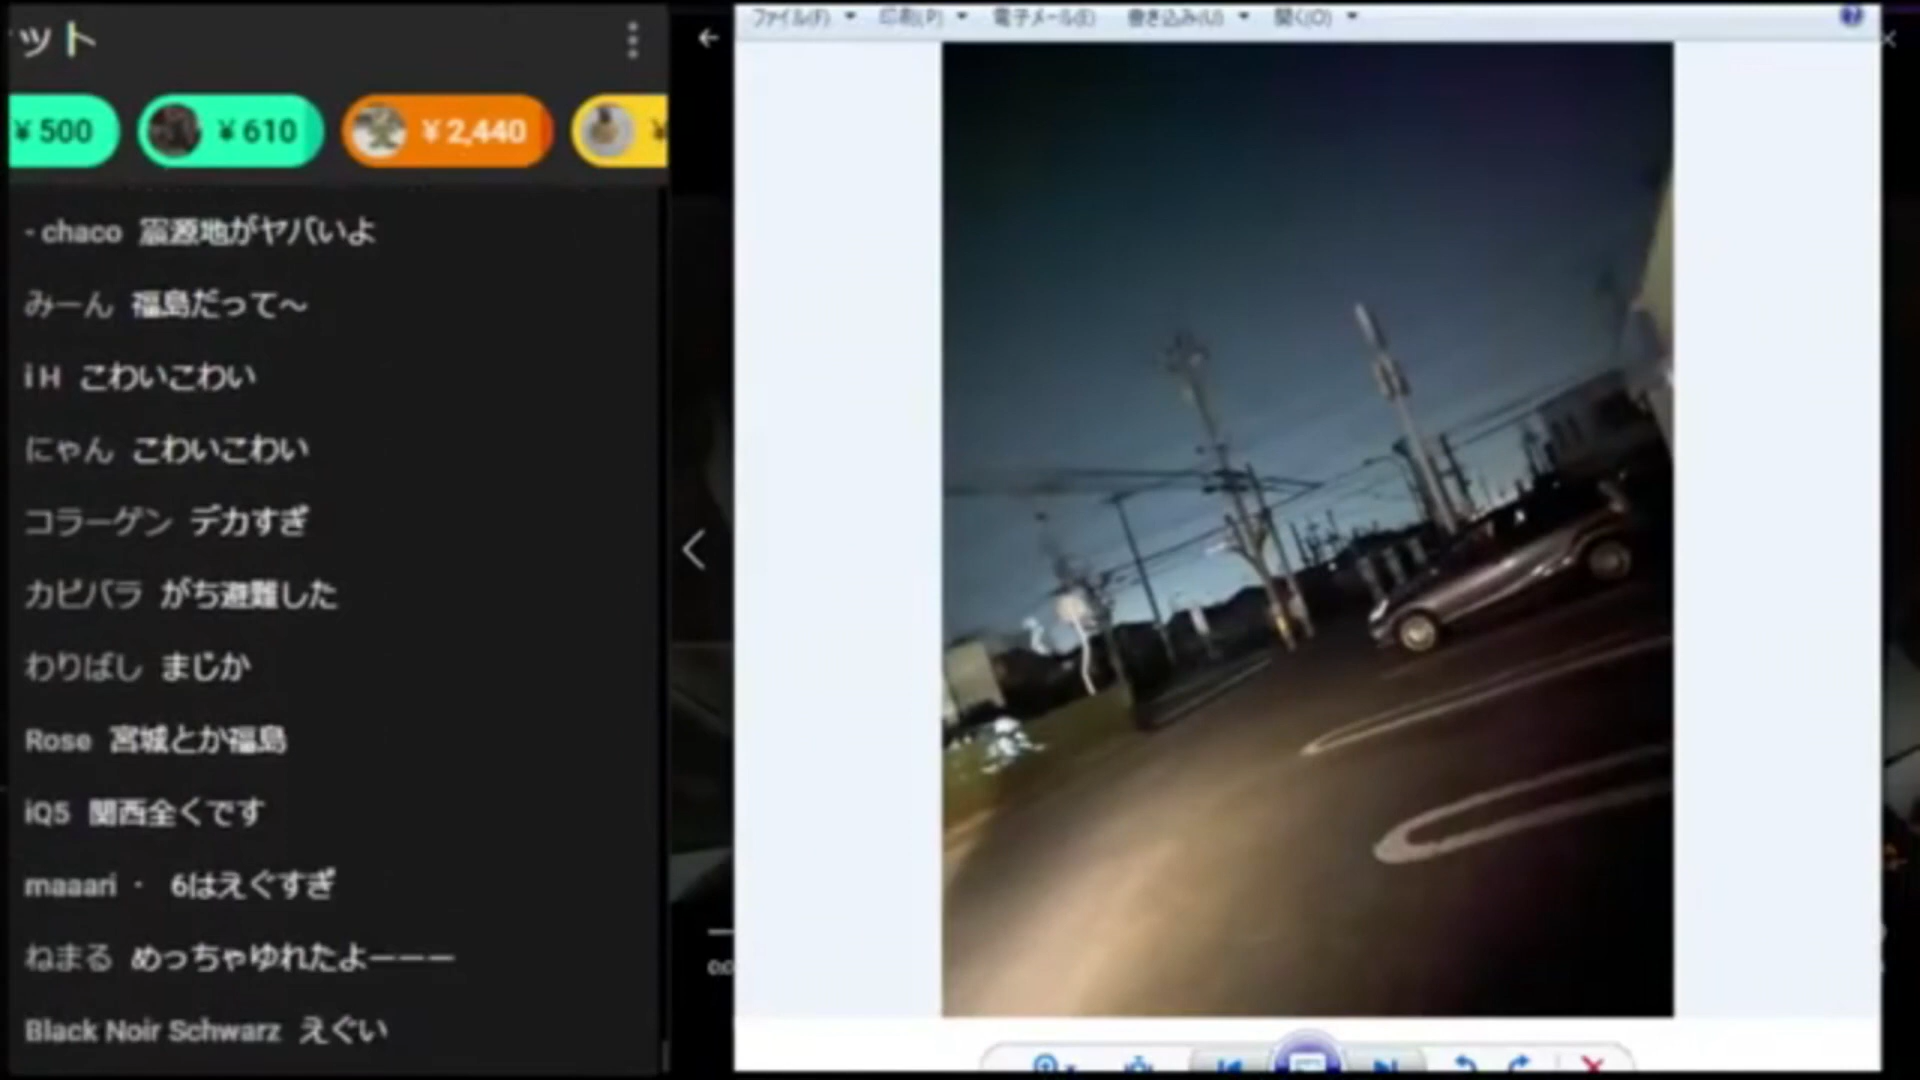 ット
¥500
¥610
¥2,440
¥
- chaco 震源地がヤバいよ
みーん 福島だって～
i H こわいこわい
にゃん こわいこわい
コラーゲン デカすぎ
カピバラ がち避難した
わりばし まじか
Rose 宮城とか福島
iQ5 関西全くです
maaari · 6はえぐすぎ
ねまる めっちゃゆれたよーーー
Black Noir Schwarz えぐい
ファイル(F) 印刷(P) 電子メール(E) 書き込み(U) 開く(O)